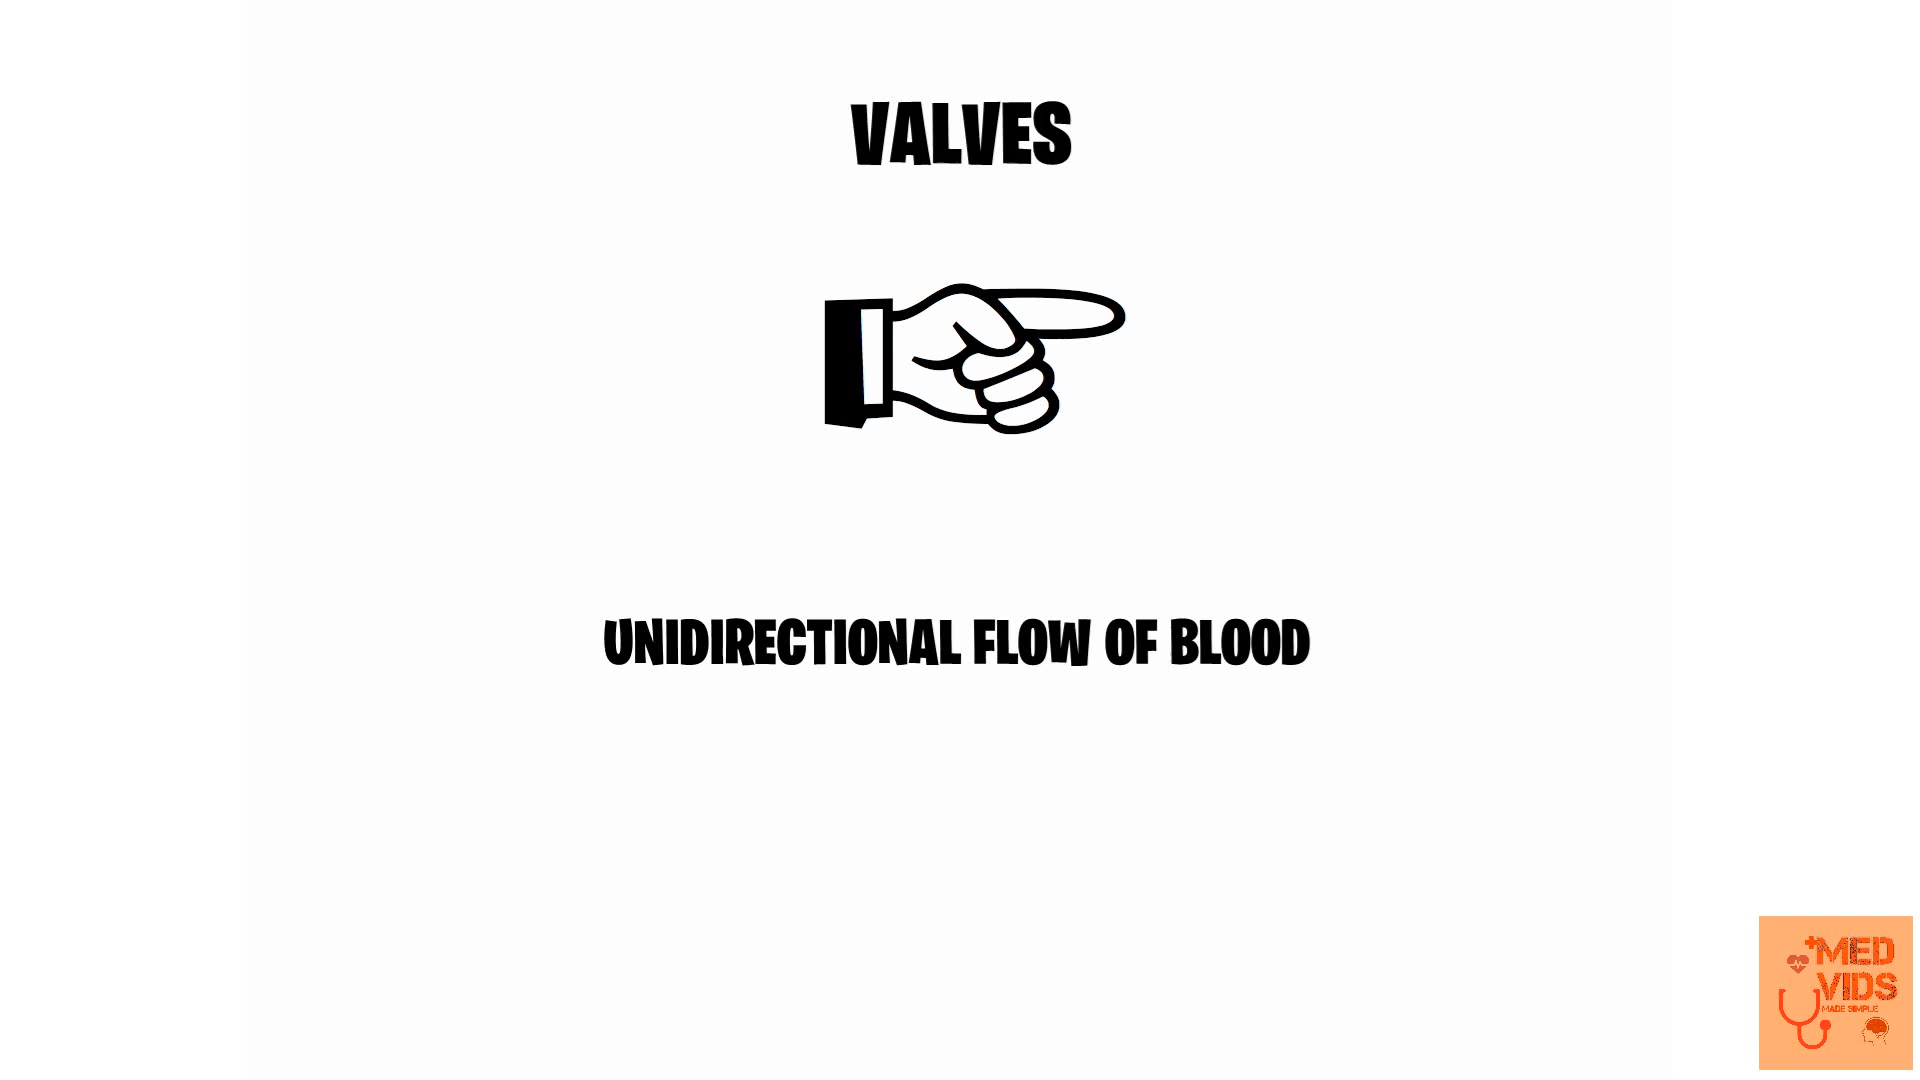 VALVES
UNIDIRECTIONAL FLOW OF BLOOD
MED
VIDS
MADE SIMPLE